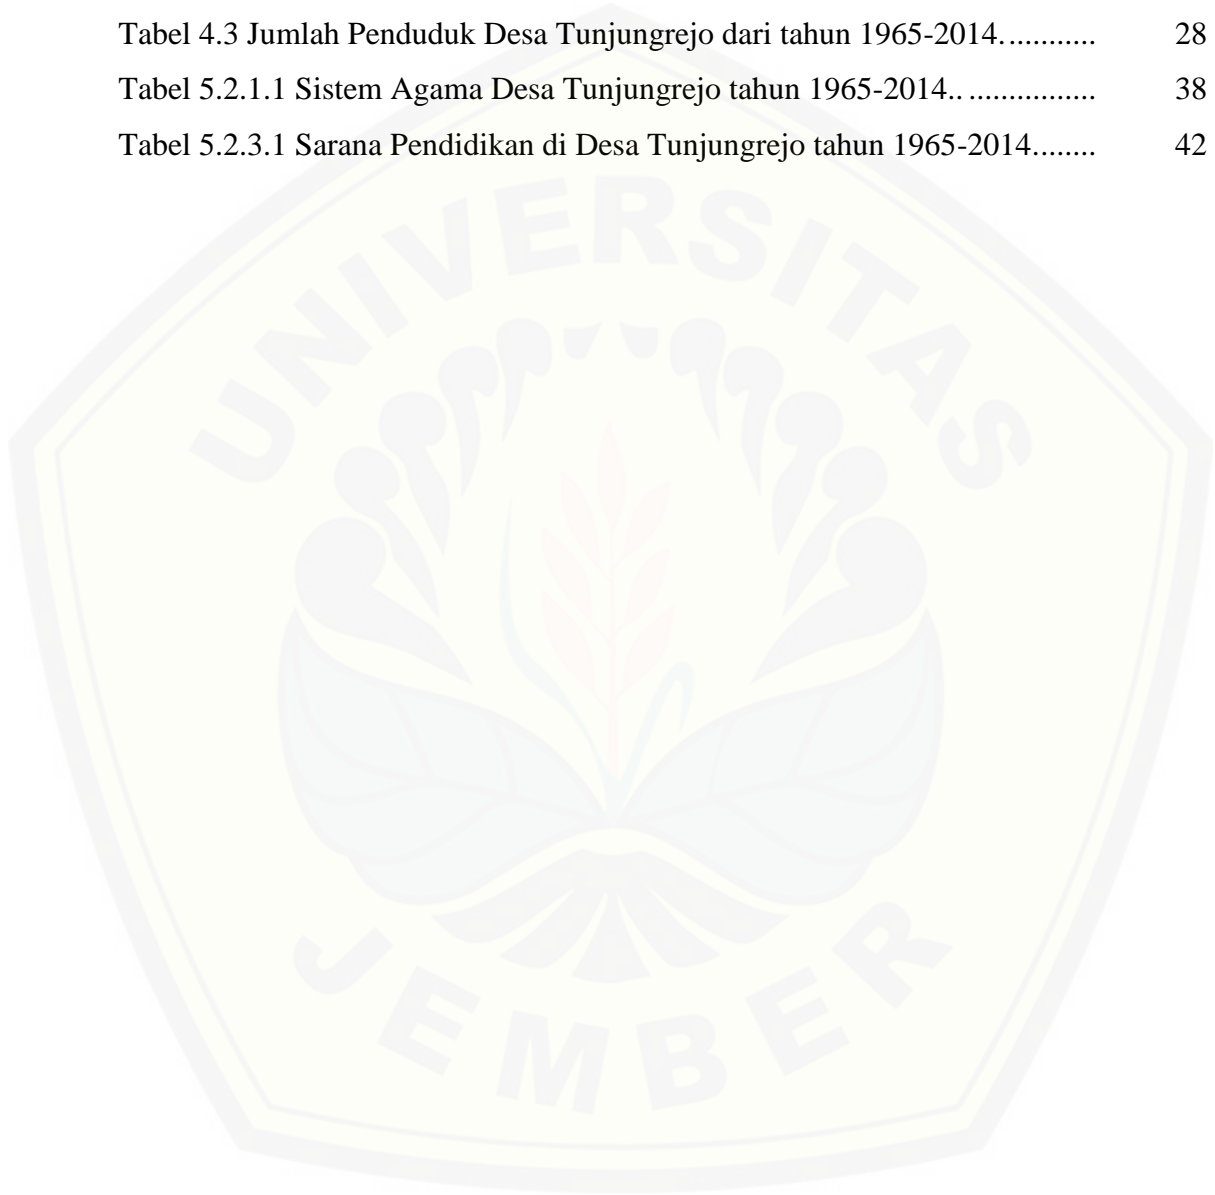 Tabel 4.3 Jumlah Penduduk Desa Tunjungrejo dari tahun 1965-2014............ 28
Tabel 5.2.1.1 Sistem Agama Desa Tunjungrejo tahun 1965-2014.. ................ 38
Tabel 5.2.3.1 Sarana Pendidikan di Desa Tunjungrejo tahun 1965-2014........ 42
UNIVERSITAS
JEMBER